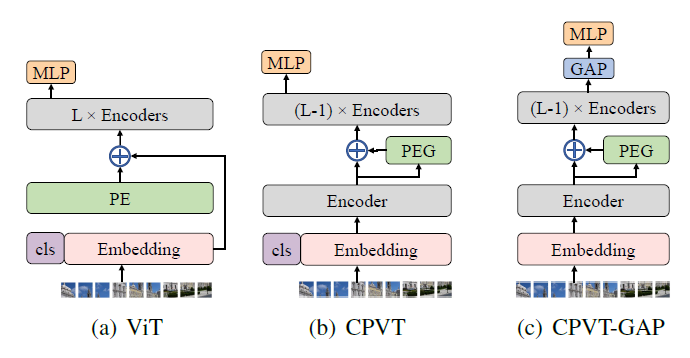 MLP
L × Encoders
PE
cls
Embedding
(a) ViT
MLP
(L-1) × Encoders
PEG
Encoder
cls
Embedding
(b) CPVT
MLP
GAP
(L-1) × Encoders
PEG
Encoder
Embedding
(c) CPVT-GAP